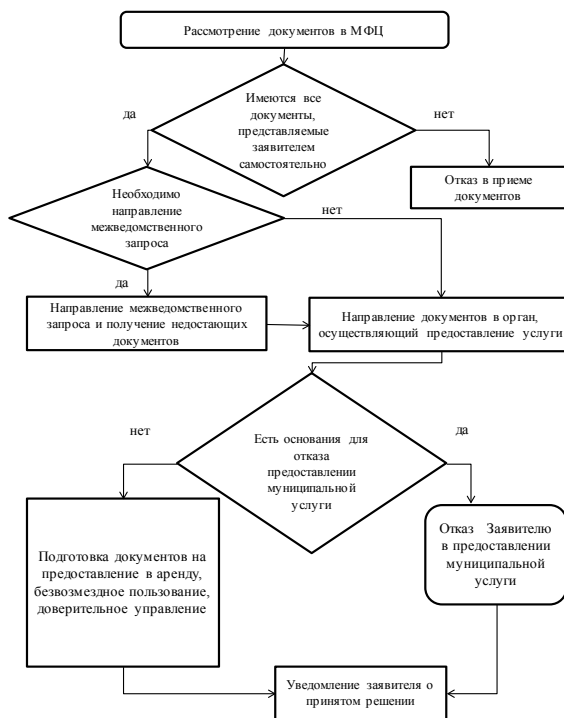 Рассмотрение документов в МФЦ
Имеются все
документы,
представляемые
заявителем
самостоятельно
да
нет
Отказ в приеме
документов
Необходимо
направление
межведомственного
запроса
нет
да
Направление межведомственного
запроса и получение недостающих
документов
Направление документов в орган,
осуществляющий предоставление услуги
нет
да
Есть основания для
отказа
предоставлении
муниципальной
услуги
Подготовка документов на
предоставление в аренду,
безвозмездное пользование,
доверительное управление
Отказ Заявителю
в предоставлении
муниципальной
услуги
Уведомление заявителя о
принятом решении